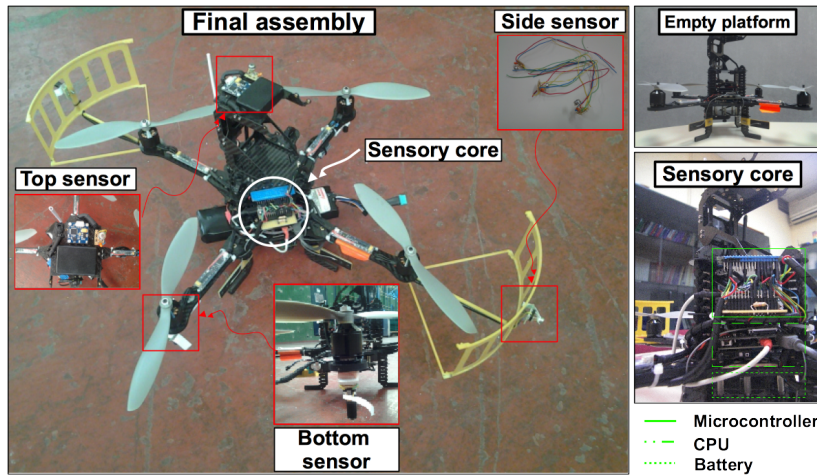 Final assembly
Side sensor
Empty platform
Sensory core
Top sensor
Sensory core
Bottom
sensor
Microcontroller
CPU
Battery